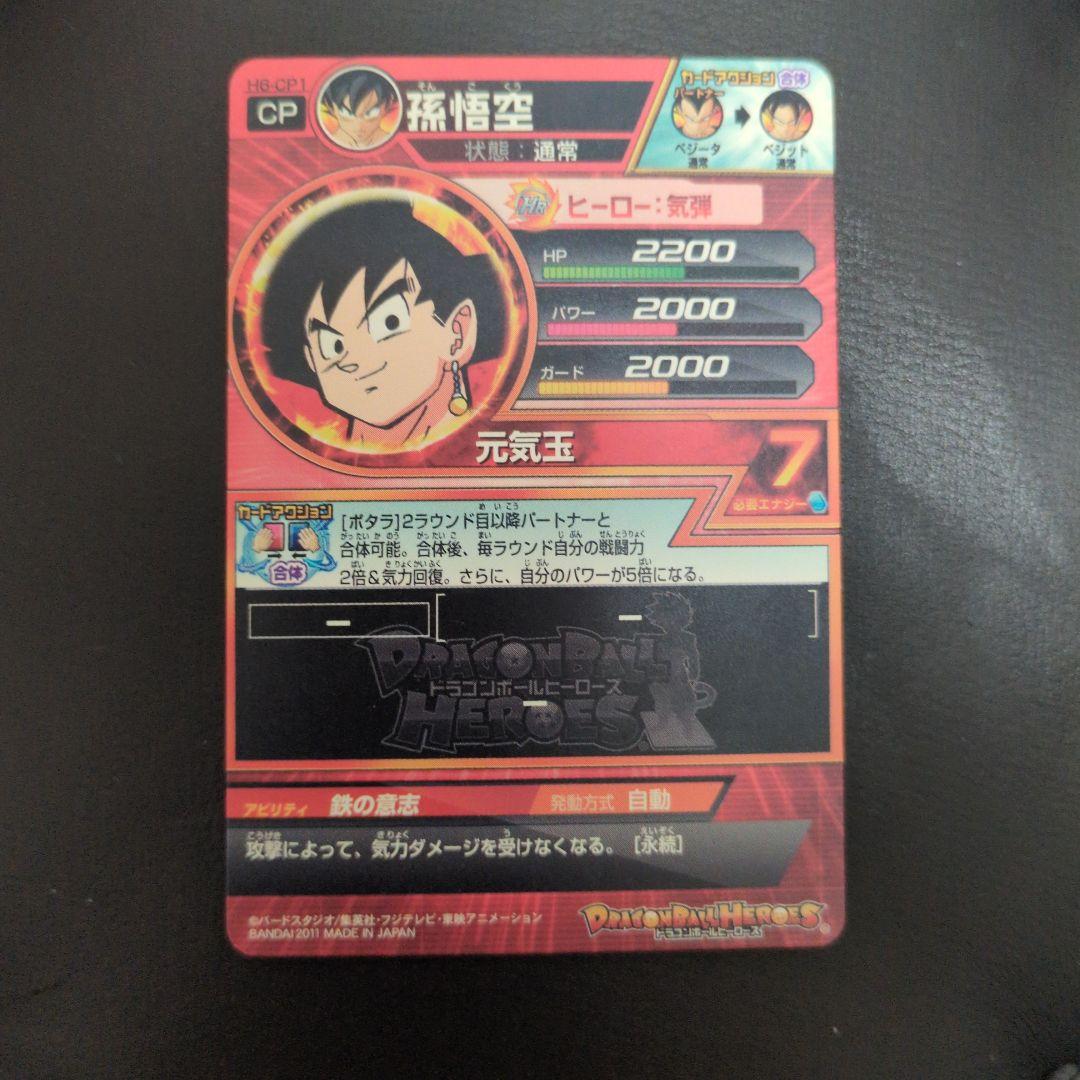 H6-CP1
CP
そん ご くう
孫悟空
状態：通常
カードアクション 合体
パートナー
ベジータ
通常
ベジット
通常
HR ヒーロー：気弾
HP 2200
パワー 2000
ガード 2000
元気玉
7
必要エナジー
カードアクション
合体
[ポタラ]2ラウンド目以降パートナーと
合体可能。合体後、毎ラウンド自分の戦闘力
2倍＆気力回復。さらに、自分のパワーが5倍になる。
ー
ー
DRAGONBALL
ドラゴンボールヒーローズ
HEROES
ー
アビリティ 鉄の意志 発動方式 自動
攻撃によって、気力ダメージを受けなくなる。［永続］
©バードスタジオ/集英社・フジテレビ・東映アニメーション
BANDAI 2011 MADE IN JAPAN
DRAGONBALL HEROES
ドラゴンボールヒーローズ